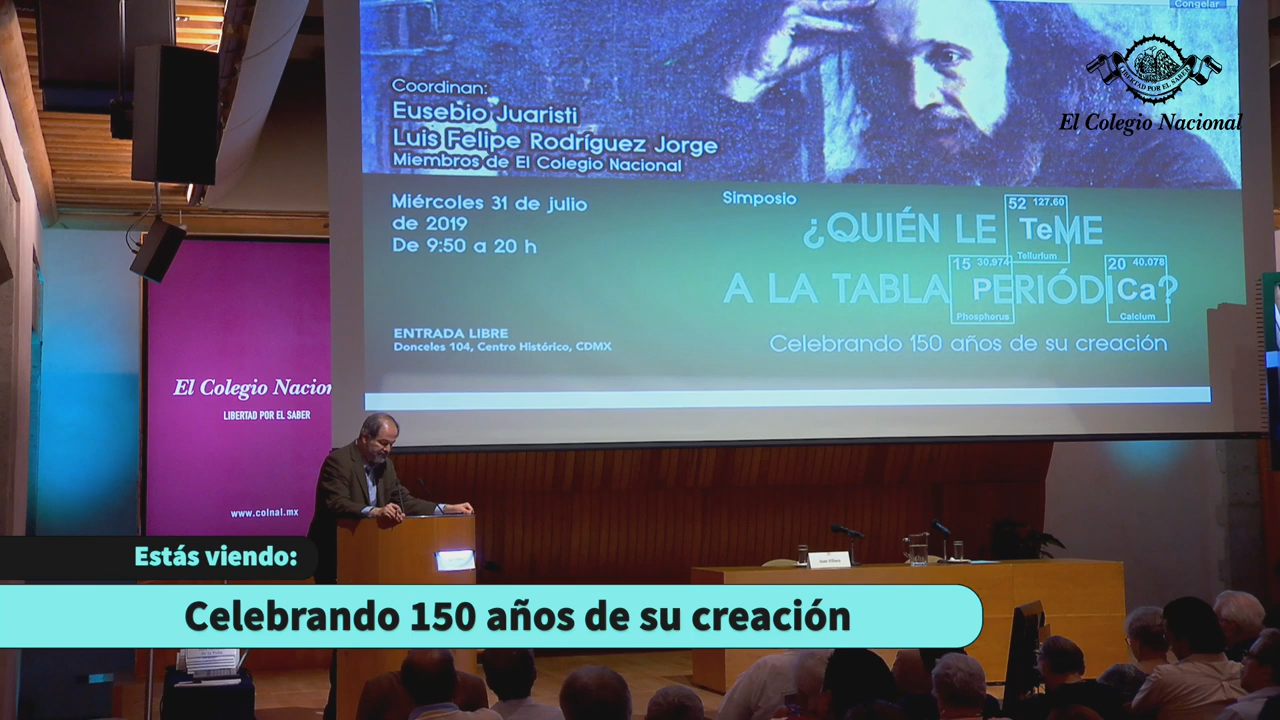 Congelar
LIBERTAD POR EL SABER
El Colegio Nacional
Coordinan:
Eusebio Juaristi
Luis Felipe Rodríguez Jorge
Miembros de El Colegio Nacional
Miércoles 31 de julio
de 2019
De 9:50 a 20 h
ENTRADA LIBRE
Donceles 104, Centro Histórico, CDMX
Simposio
52 127.60
¿QUIÉN LE TeME
Tellurium
15 30,974 20 40.078
A LA TABLA PERIÓDICa?
Phosphorus Calcium
Celebrando 150 años de su creación
El Colegio Nacion
LIBERTAD POR EL SABER
www.colnal.mx
Estás viendo:
Celebrando 150 años de su creación